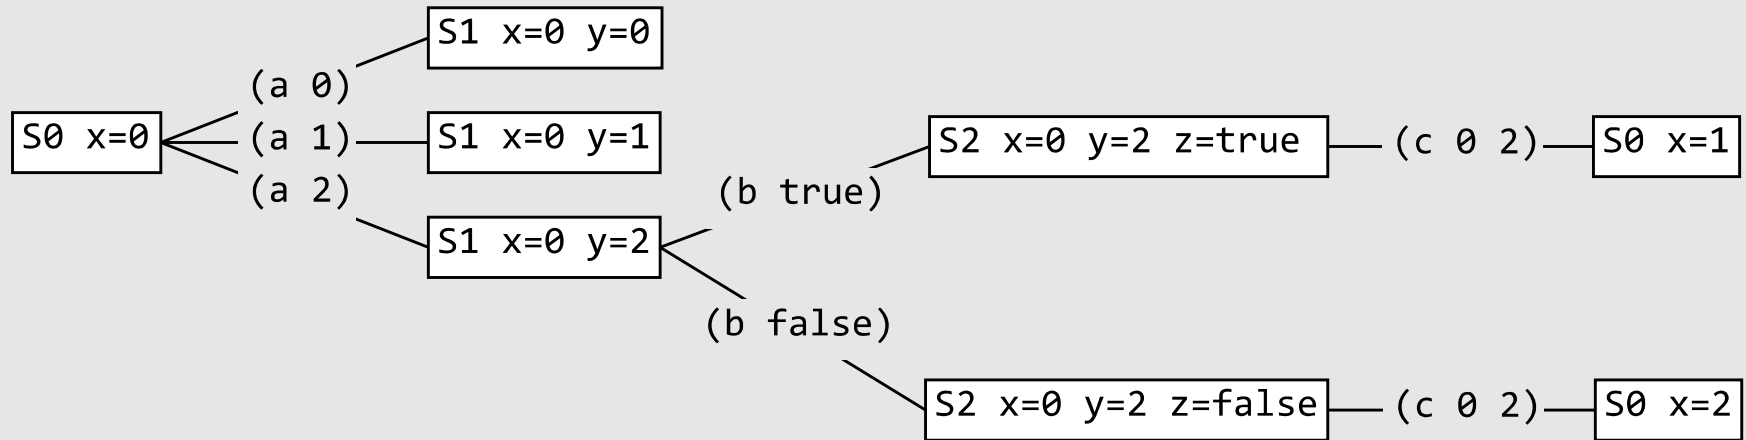 S1 x=0 y=0
(a 0)
S0 x=0
(a 1)
S1 x=0 y=1
S2 x=0 y=2 z=true
(c 0 2)
S0 x=1
(a 2)
(b true)
S1 x=0 y=2
(b false)
S2 x=0 y=2 z=false
(c 0 2)
S0 x=2